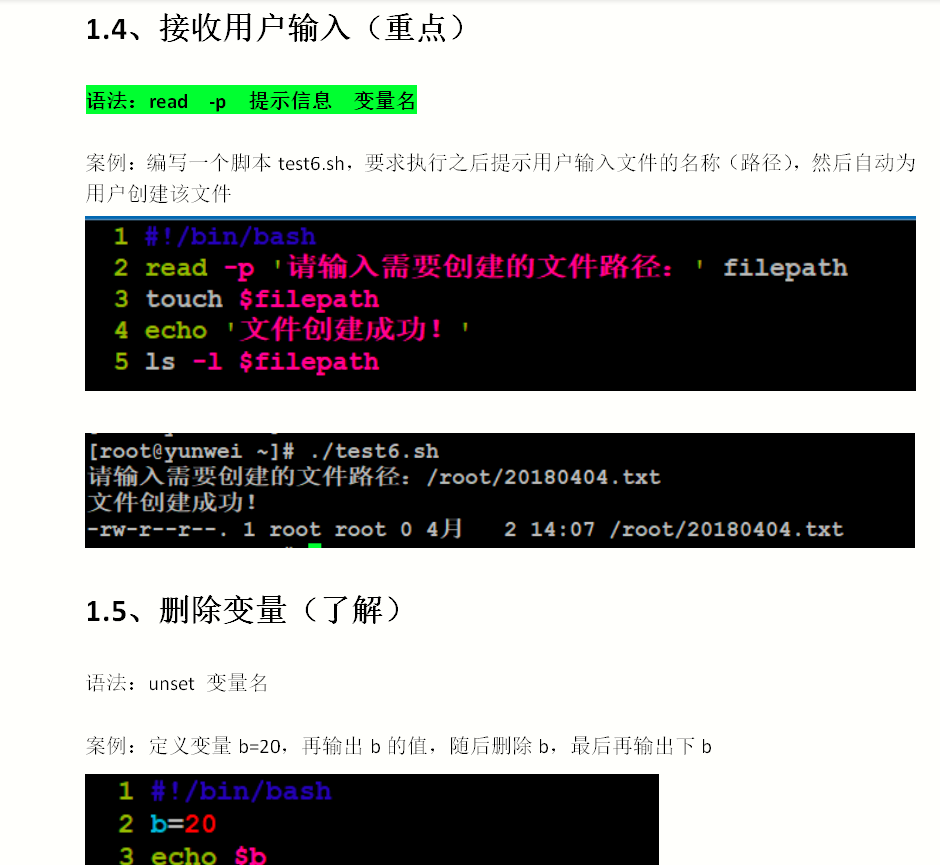 1.4、接收用户输入（重点）
语法：read -p 提示信息 变量名
案例：编写一个脚本 test6.sh，要求执行之后提示用户输入文件的名称（路径），然后自动为
用户创建该文件
1 #!/bin/bash
2 read -p '请输入需要创建的文件路径：' filepath
3 touch $filepath
4 echo '文件创建成功！'
5 ls -l $filepath
[root@yunwei ~]# ./test6.sh
请输入需要创建的文件路径：/root/20180404.txt
文件创建成功！
-rw-r--r--. 1 root root 0 4月 2 14:07 /root/20180404.txt
1.5、删除变量（了解）
语法：unset 变量名
案例：定义变量 b=20，再输出 b 的值，随后删除 b，最后再输出下 b
1 #!/bin/bash
2 b=20
3 echo $b